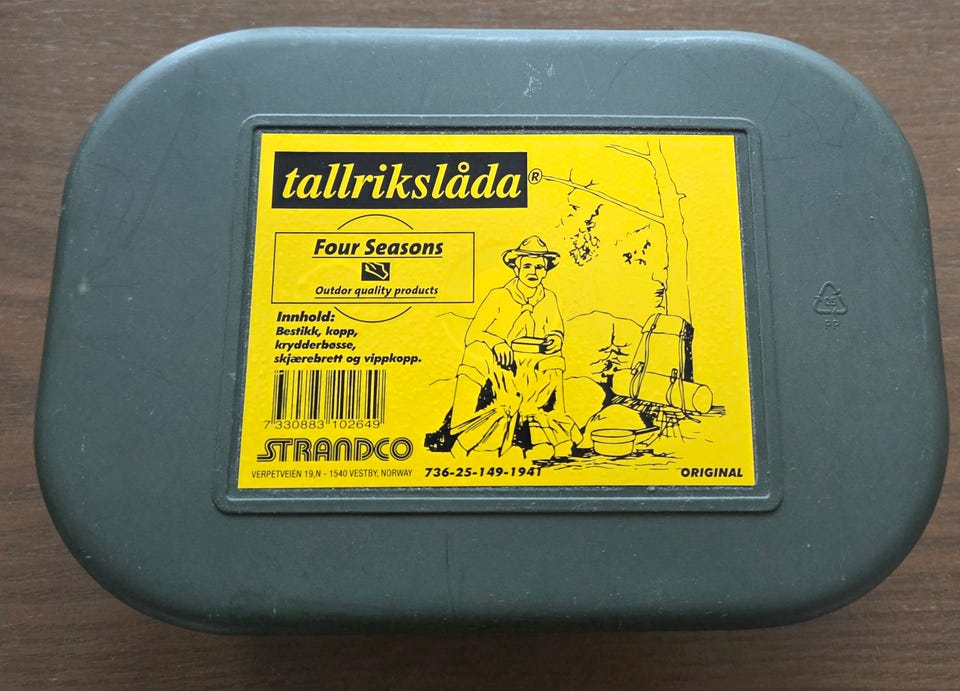 tallrikslåda®
Four Seasons
Outdor quality products
Innhold:
Bestikk, kopp,
krydderbøsse,
skjærebrett og vippkopp.
7 330883 102649
STRANDCO
VERPETVEIEN 19,N - 1540 VESTBY, NORWAY
736-25-149-1941
ORIGINAL
05
PP